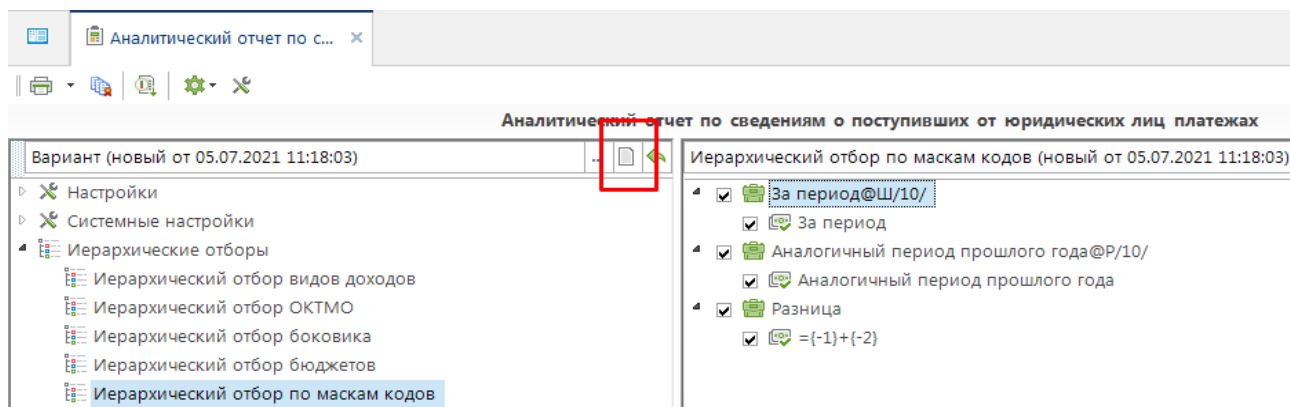 Аналитический отчет по с...
Аналитический отчет по сведениям о поступивших от юридических лиц платежах
Вариант (новый от 05.07.2021 11:18:03)
Настройки
Системные настройки
Иерархические отборы
Иерархический отбор видов доходов
Иерархический отбор ОКТМО
Иерархический отбор боковика
Иерархический отбор бюджетов
Иерархический отбор по маскам кодов
Иерархический отбор по маскам кодов (новый от 05.07.2021 11:18:03)
За период@Ш/10/
За период
Аналогичный период прошлого года@Р/10/
Аналогичный период прошлого года
Разница
={-1}+{-2}